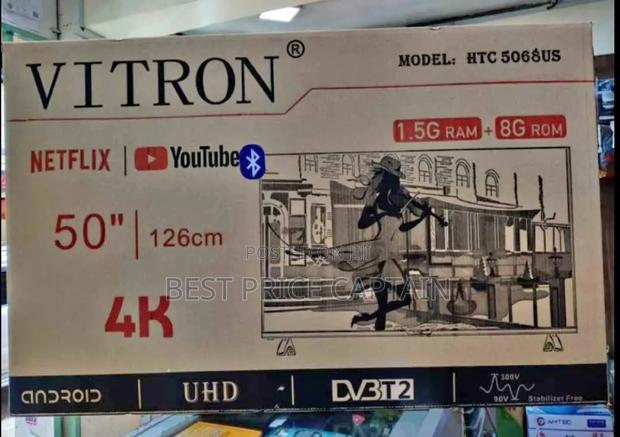 VITRON®
MODEL: HTC 5068US
1.5G RAM + 8G ROM
NETFLIX | YouTube
50" | 126cm
4K
BEST PRICE CAPTAIN
ANDROID
UHD
DVBT2
300V
90V
Stabilizer Free